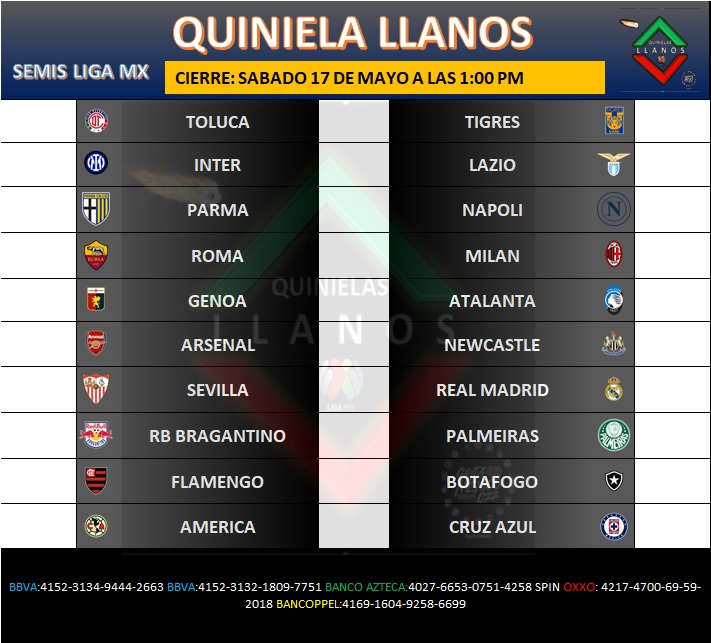 QUINIELA LLANOS
SEMIS LIGA MX
CIERRE: SABADO 17 DE MAYO A LAS 1:00 PM
QUINIELAS
LLANOS
TOLUCA TIGRES
INTER LAZIO
PARMA N NAPOLI
ROMA MILAN
GENOA ATALANTA
ARSENAL NEWCASTLE
SEVILLA REAL MADRID
RB BRAGANTINO PALMEIRAS
FLAMENGO BOTAFOGO
AMERICA CRUZ AZUL
QUINIELAS
LLANOS
LIGA MX
BBVA:4152-3134-9444-2663 BBVA:4152-3132-1809-7751 BANCO AZTECA:4027-6653-0751-4258 SPIN OXXO: 4217-4700-69-59-
2018 BANCOPPEL:4169-1604-9258-6699